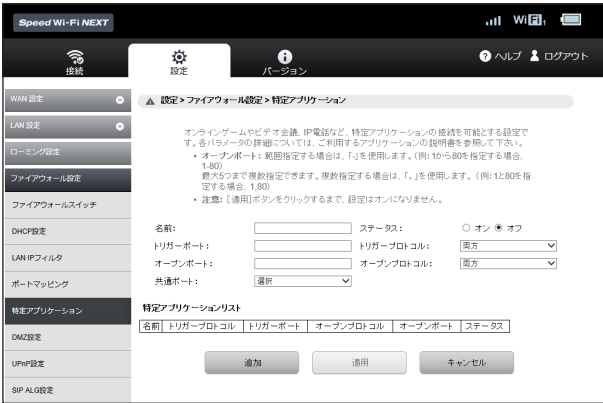 Speed Wi-Fi NEXT
WiFi
接続
設定
バージョン
ヘルプ
ログアウト
WAN 設定
LAN 設定
ローミング設定
ファイアウォール設定
ファイアウォールスイッチ
DHCP設定
LAN IPフィルタ
ポートマッピング
特定アプリケーション
DMZ設定
UPnP設定
SIP ALG設定
設定 > ファイアウォール設定 > 特定アプリケーション
オンラインゲームやビデオ会議、IP電話など、特定アプリケーションの接続を可能とする設定で
す。各パラメータの詳細については、ご利用するアプリケーションの説明書を参照して下さい。
• オープンポート: 範囲指定する場合は、「-」を使用します。(例: 1から80を指定する場合、
1-80)
最大5つまで複数指定できます。複数指定する場合は、「,」を使用します。(例: 1と80を指
定する場合、1,80)
• 注意: [適用]ボタンをクリックするまで、設定はオンになりません。
名前: ステータス: オン オフ
トリガーポート: トリガープロトコル: 両方
オープンポート: オープンプロトコル: 両方
共通ポート: 選択
特定アプリケーションリスト
名前 トリガープロトコル トリガーポート オープンプロトコル オープンポート ステータス
追加 適用 キャンセル